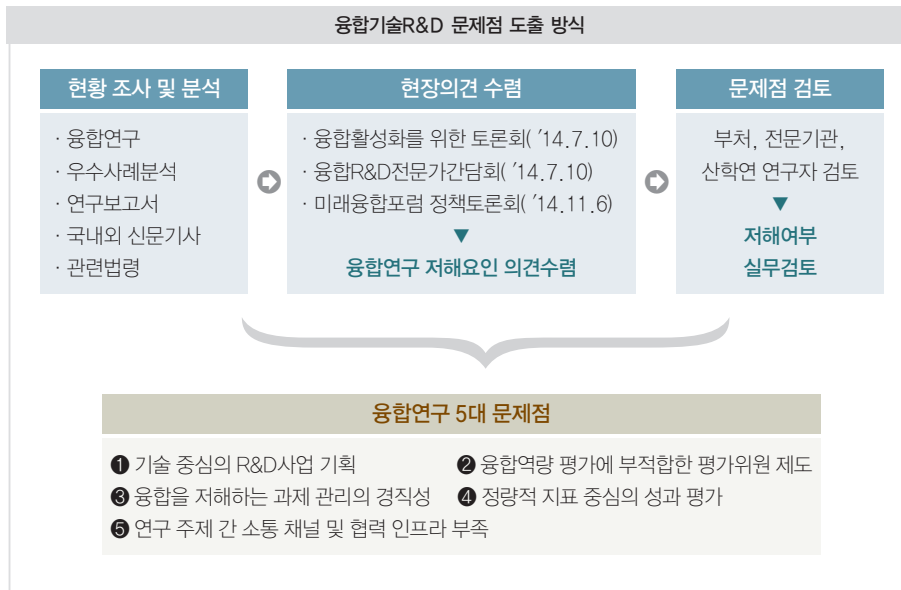 융합기술R&D 문제점 도출 방식
현황 조사 및 분석
· 융합연구
· 우수사례분석
· 연구보고서
· 국내외 신문기사
· 관련법령
현장의견 수렴
· 융합활성화를 위한 토론회( ′14.7.10)
· 융합R&D전문가간담회( ′14.7.10)
· 미래융합포럼 정책토론회( ′14.11.6)
▼
융합연구 저해요인 의견수렴
문제점 검토
부처, 전문기관,
산학연 연구자 검토
▼
저해여부
실무검토
융합연구 5대 문제점
❶ 기술 중심의 R&D사업 기획
❷ 융합역량 평가에 부적합한 평가위원 제도
❸ 융합을 저해하는 과제 관리의 경직성
❹ 정량적 지표 중심의 성과 평가
❺ 연구 주제 간 소통 채널 및 협력 인프라 부족